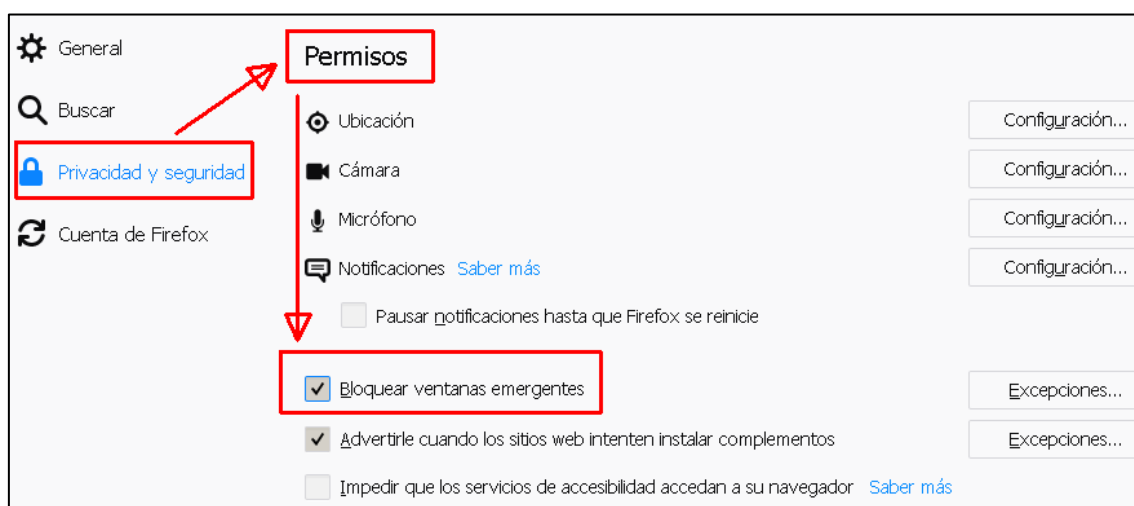 General
Buscar
Privacidad y seguridad
Cuenta de Firefox
Permisos
Ubicación Configuración...
Cámara Configuración...
Micrófono Configuración...
Notificaciones Saber más Configuración...
Pausar notificaciones hasta que Firefox se reinicie
Bloquear ventanas emergentes Excepciones...
Advertirle cuando los sitios web intenten instalar complementos Excepciones...
Impedir que los servicios de accesibilidad accedan a su navegador Saber más